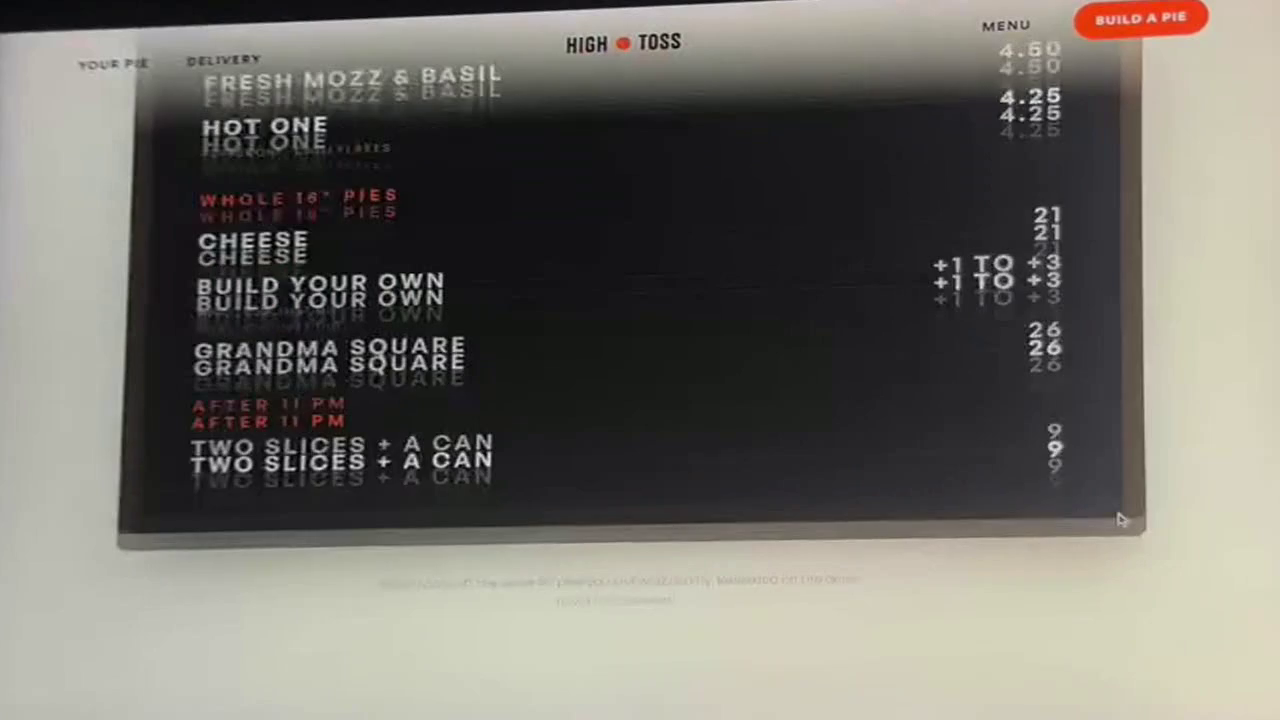 YOUR PIE
DELIVERY
HIGH TOSS
MENU
BUILD A PIE
4.50
FRESH MOZZ & BASIL
HOT ONE
4.25
WHOLE 16" PIES
CHEESE
21
BUILD YOUR OWN
+1 TO +3
GRANDMA SQUARE
26
AFTER 11 PM
TWO SLICES + A CAN
9